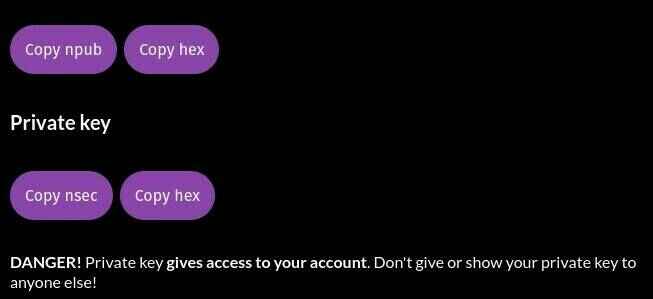 Copy npub Copy hex
Private key
Copy nsec Copy hex
DANGER! Private key gives access to your account. Don't give or show your private key to
anyone else!